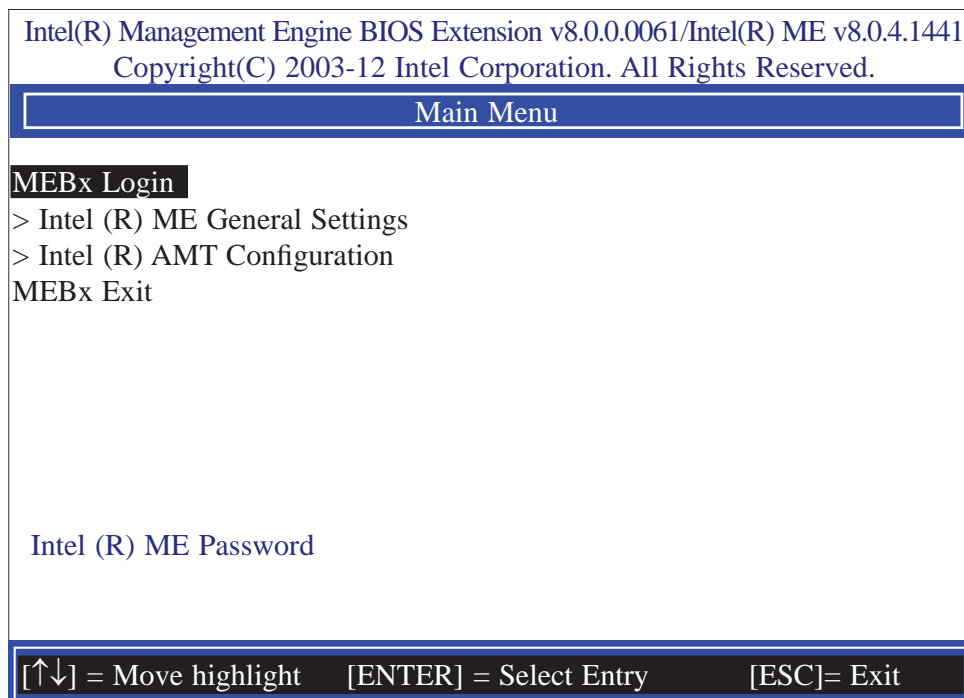 Intel(R) Management Engine BIOS Extension v8.0.0.0061/Intel(R) ME v8.0.4.1441
Copyright(C) 2003-12 Intel Corporation. All Rights Reserved.
Main Menu
MEBx Login
> Intel (R) ME General Settings
> Intel (R) AMT Configuration
MEBx Exit
Intel (R) ME Password
[↑↓] = Move highlight [ENTER] = Select Entry [ESC]= Exit